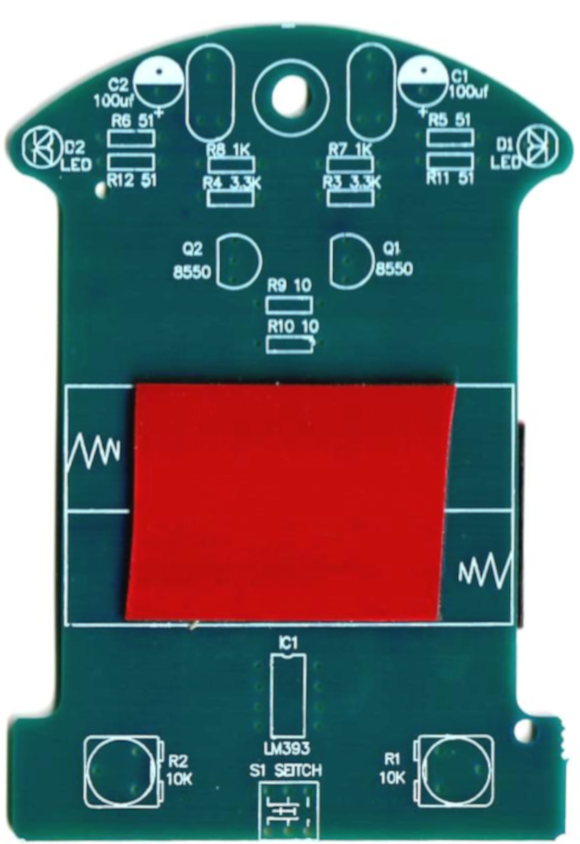 C2
100uf
+
C1
100uf
+
R6 51
R5 51
D2
LED
D1
LED
R12 51
R8 1K
R7 1K
R11 51
R4 3.3K
R3 3.3K
Q2
8550
Q1
8550
R9 10
R10 10
IC1
LM393
R2
10K
R1
10K
S1 SEITCH